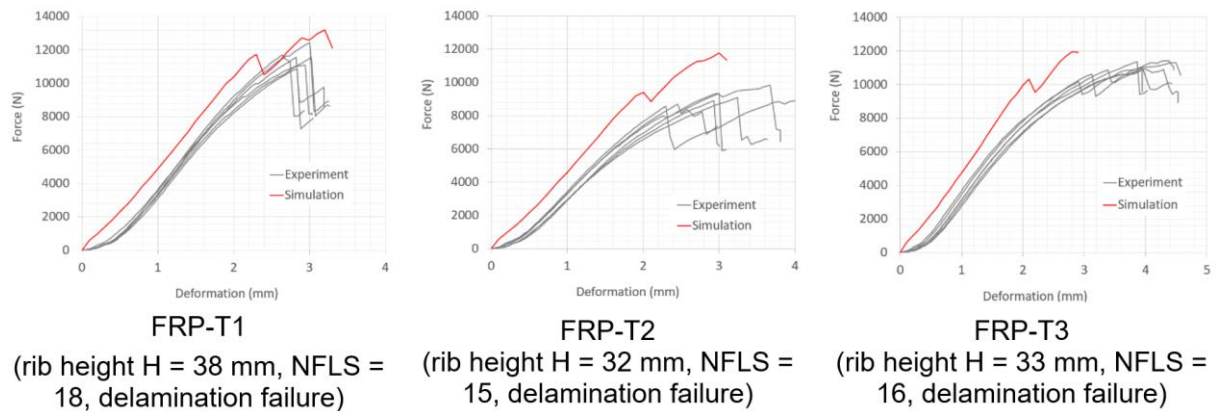 14000
12000
10000
8000
6000
4000
2000
0
Force (N)
Experiment
Simulation
0 1 2 3 4
Deformation (mm)
FRP-T1
(rib height H = 38 mm, NFLS =
18, delamination failure)
14000
12000
10000
8000
6000
4000
2000
0
Force (N)
Experiment
Simulation
0 1 2 3 4
Deformation (mm)
FRP-T2
(rib height H = 32 mm, NFLS =
15, delamination failure)
14000
12000
10000
8000
6000
4000
2000
0
Force (N)
Experiment
Simulation
0 1 2 3 4 5
Deformation (mm)
FRP-T3
(rib height H = 33 mm, NFLS =
16, delamination failure)